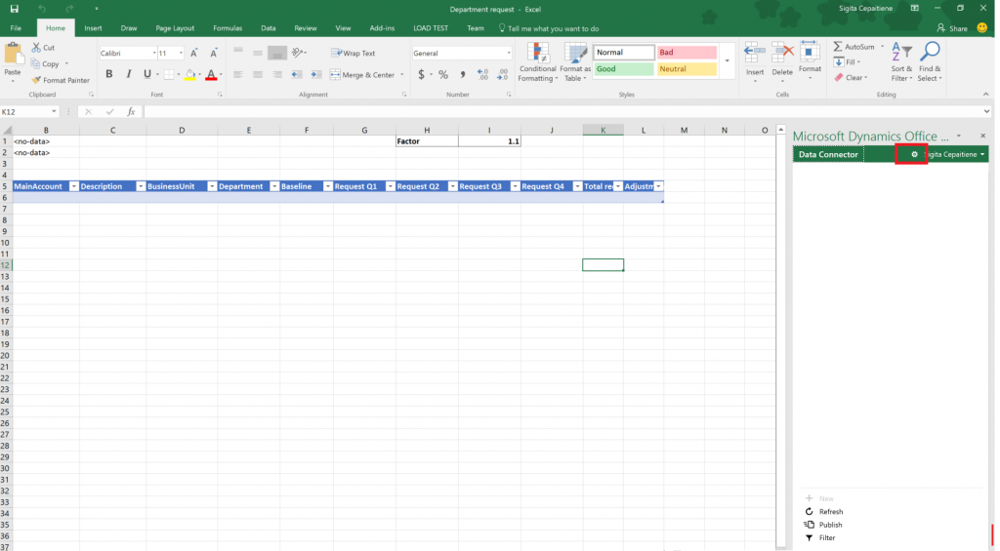 Department request - Excel
Sigita Cepaitiene
File Home Insert Draw Page Layout Formulas Data Review View Add-ins LOAD TEST Team Tell me what you want to do Share
Paste
Cut
Copy
Format Painter
Clipboard
Calibri 11 A A
B I U A
Font
Wrap Text
Merge & Center
Alignment
General
$ % ,
Number
Conditional Formatting
Format as Table
Normal Bad
Good Neutral
Styles
Insert Delete Format
Cells
AutoSum
Fill
Clear
Sort & Filter
Find & Select
Editing
K12 fx
B C D E F G H I J K L M N O
1 <no-data> Factor 1.1
2 <no-data>
3
4
5 MainAccount Description BusinessUnit Department Baseline Request Q1 Request Q2 Request Q3 Request Q4 Total re Adjustm
6
7
8
9
10
11
12
13
14
15
16
17
18
19
20
21
22
23
24
25
26
27
28
29
30
31
32
33
34
35
36
37
Microsoft Dynamics Office ...
Data Connector Sigita Cepaitiene
New
Refresh
Publish
Filter